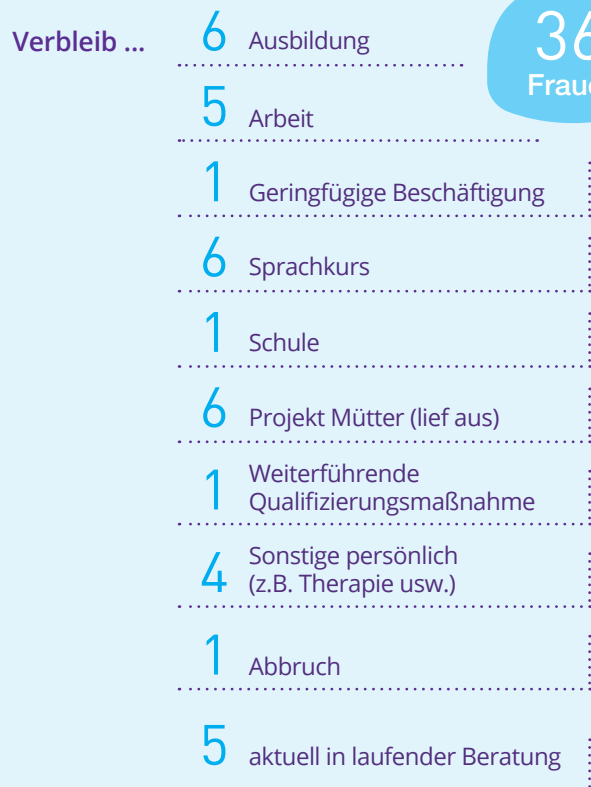 Verbleib ...
6 Ausbildung
36
5 Arbeit
1 Geringfügige Beschäftigung
6 Sprachkurs
1 Schule
6 Projekt Mütter (lief aus)
1 Weiterführende
Qualifizierungsmaßnahme
4 Sonstige persönlich
(z.B. Therapie usw.)
1 Abbruch
5 aktuell in laufender Beratung